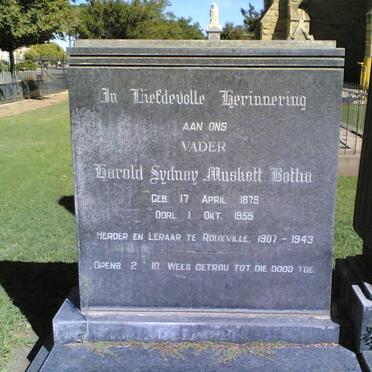 In Liefdevolle Herinnering
AAN ONS
VADER
Harold Sydney Muskett Botha
GEB. 17 APRIL 1879
OORL. 1 OKT. 1959
HERDER EN LERAAR TE ROUXVILLE, 1907 - 1943
OPENB. 2 : 10. WEES GETROU TOT DIE DOOD TOE.